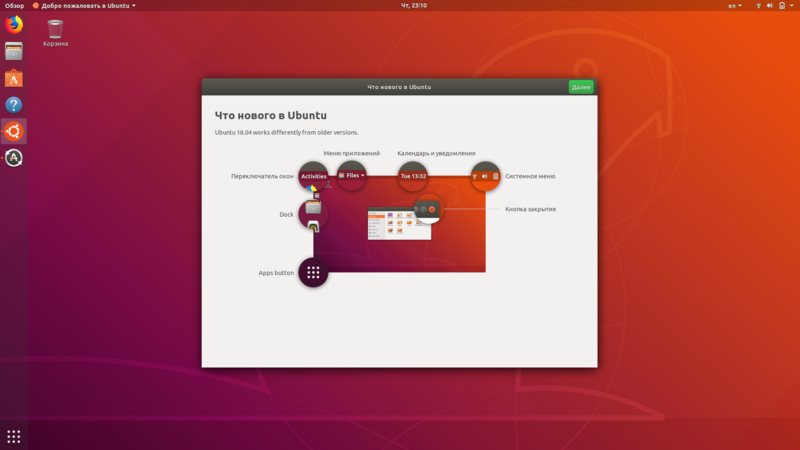 Обзор
Добро пожаловать в Ubuntu
Чт, 23:10
en
Корзина
Что нового в Ubuntu
Далее
Что нового в Ubuntu
Ubuntu 18.04 works differently from older versions.
Меню приложений
Календарь и уведомления
Переключатель окон
Activities
Files
Tue 13:32
Системное меню
Dock
Кнопка закрытия
Apps button